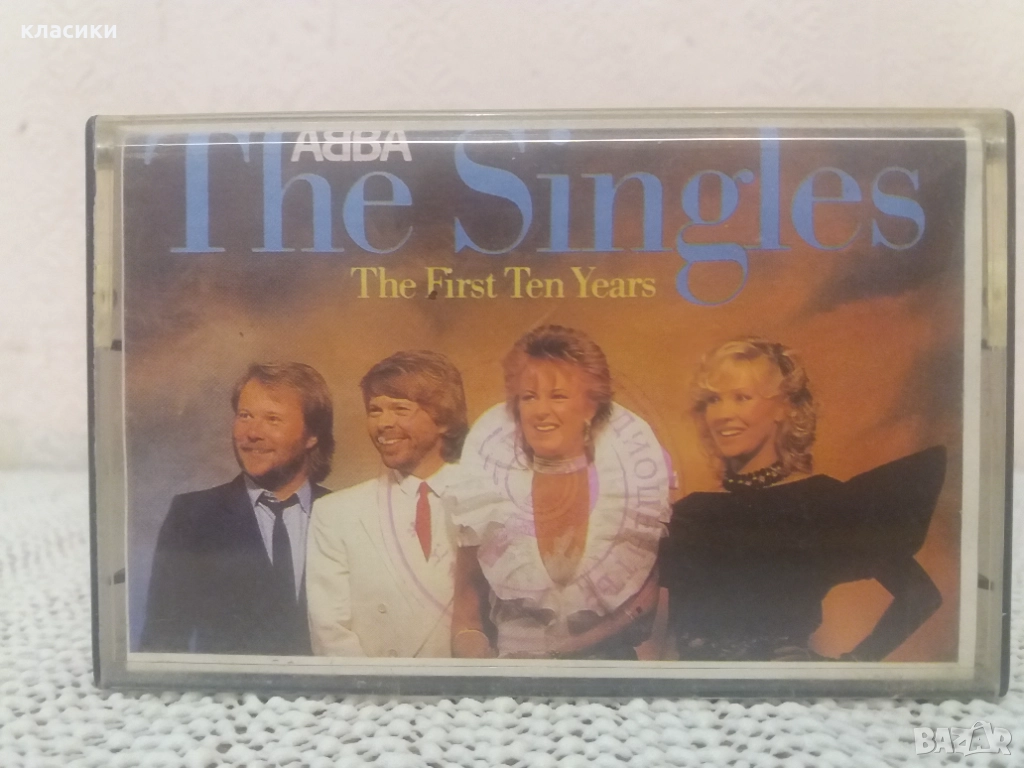 класики
ABBA
The Singles
The First Ten Years
BAZAR